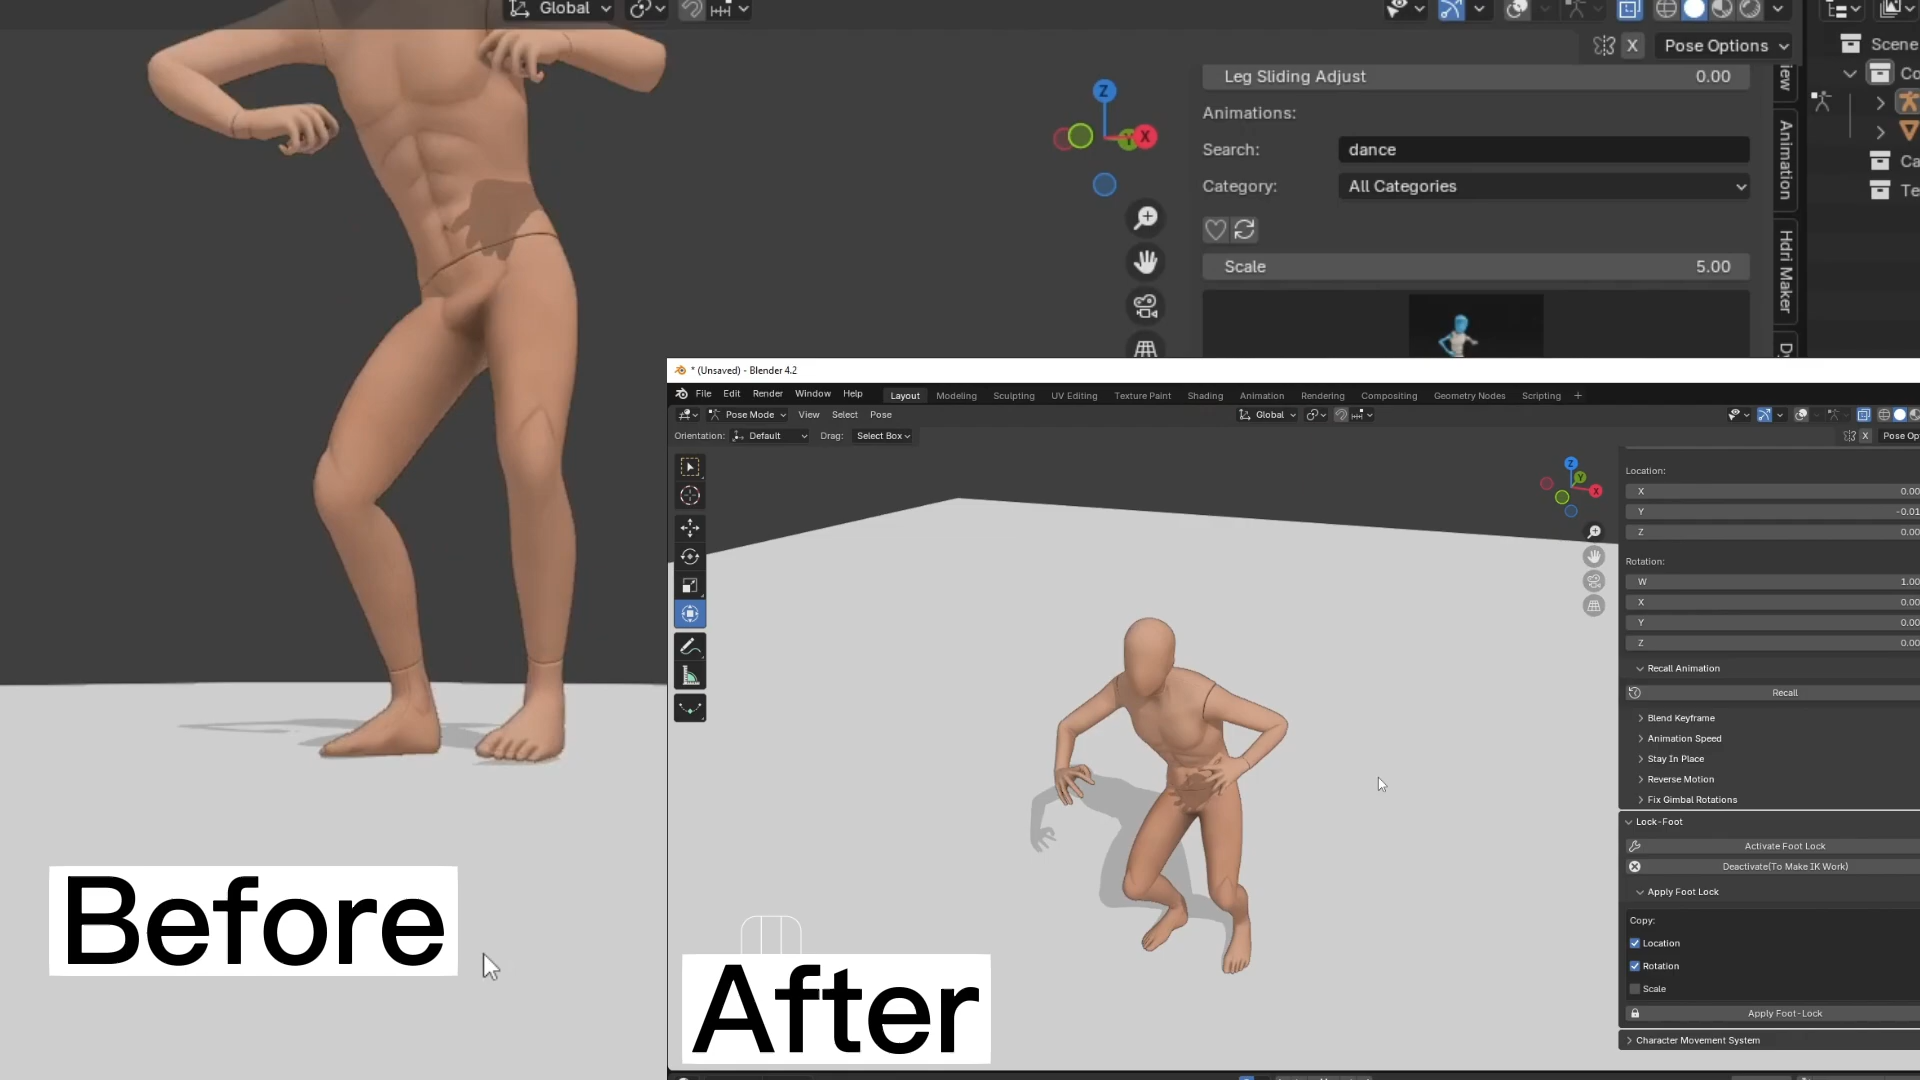 Global
Pose Options
Scene
Co
Ca
Te
Leg Sliding Adjust 0.00
Animations:
Search: dance
Category: All Categories
Scale 5.00
Animation
Hdri Maker
* (Unsaved) - Blender 4.2
File Edit Render Window Help Layout Modeling Sculpting UV Editing Texture Paint Shading Animation Rendering Compositing Geometry Nodes Scripting +
Pose Mode View Select Pose Global
Orientation: Default Drag: Select Box X Pose Op
Location:
X 0.00
Y -0.01
Z 0.00
Rotation:
W 1.00
X 0.00
Y 0.00
Z 0.00
Recall Animation
Recall
Blend Keyframe
Animation Speed
Stay In Place
Reverse Motion
Fix Gimbal Rotations
Lock-Foot
Activate Foot Lock
Deactivate(To Make IK Work)
Apply Foot Lock
Copy:
Location
Rotation
Scale
Apply Foot-Lock
Character Movement System
Before
After